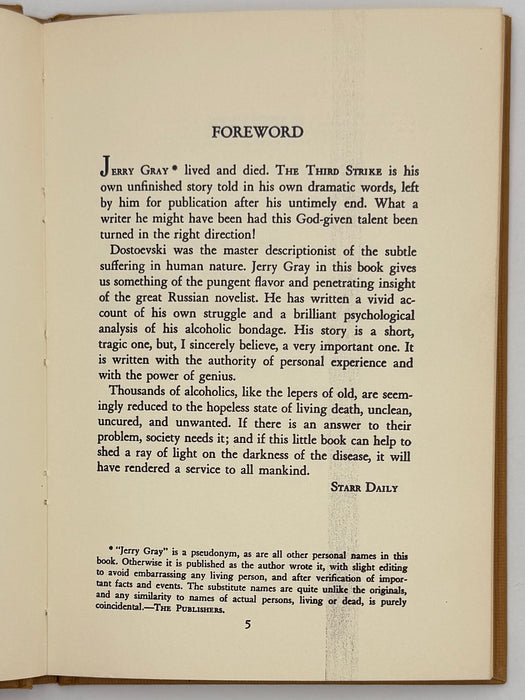 FOREWORD
JERRY GRAY* lived and died. THE THIRD STRIKE is his
own unfinished story told in his own dramatic words, left
by him for publication after his untimely end. What a
writer he might have been had this God-given talent been
turned in the right direction!
Dostoevski was the master descriptionist of the subtle
suffering in human nature. Jerry Gray in this book gives
us something of the pungent flavor and penetrating insight
of the great Russian novelist. He has written a vivid ac-
count of his own struggle and a brilliant psychological
analysis of his alcoholic bondage. His story is a short,
tragic one, but, I sincerely believe, a very important one. It
is written with the authority of personal experience and
with the power of genius.
Thousands of alcoholics, like the lepers of old, are seem-
ingly reduced to the hopeless state of living death, unclean,
uncured, and unwanted. If there is an answer to their
problem, society needs it; and if this little book can help to
shed a ray of light on the darkness of the disease, it will
have rendered a service to all mankind.
STARR DAILY
* "Jerry Gray" is a pseudonym, as are all other personal names in this
book. Otherwise it is published as the author wrote it, with slight editing
to avoid embarrassing any living person, and after verification of impor-
tant facts and events. The substitute names are quite unlike the originals,
and any similarity to names of actual persons, living or dead, is purely
coincidental.—THE PUBLISHERS.
5